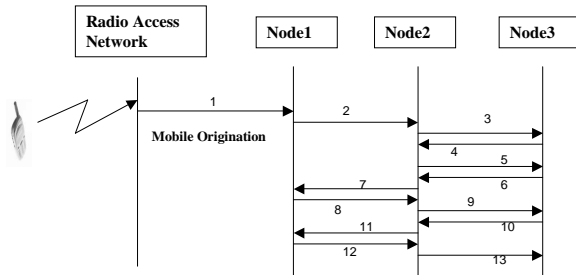 Radio Access
Network
Node1
Node2
Node3
1
2
3
Mobile Origination
4
5
6
7
8
9
10
11
12
13